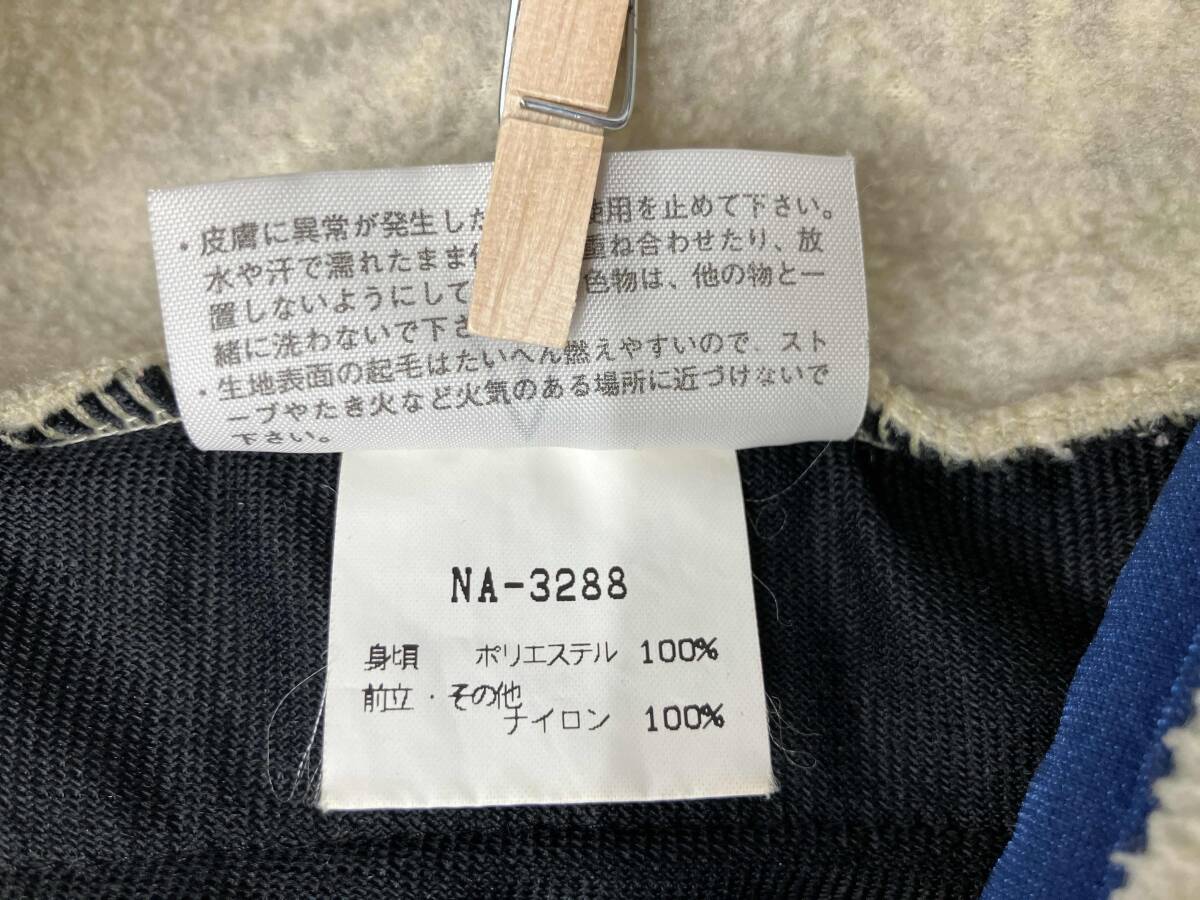 ・皮膚に異常が発生した 使用を止めて下さい。
水や汗で濡れたまま 重ね合わせたり、放
置しないようにして 色物は、他の物と一
緒に洗わないで下さ
・生地表面の起毛はたいへん燃えやすいので、スト
ーブやたき火など火気のある場所に近づけないで
下さい。
NA-3288
身頃 ポリエステル 100%
前立・その他
ナイロン 100%